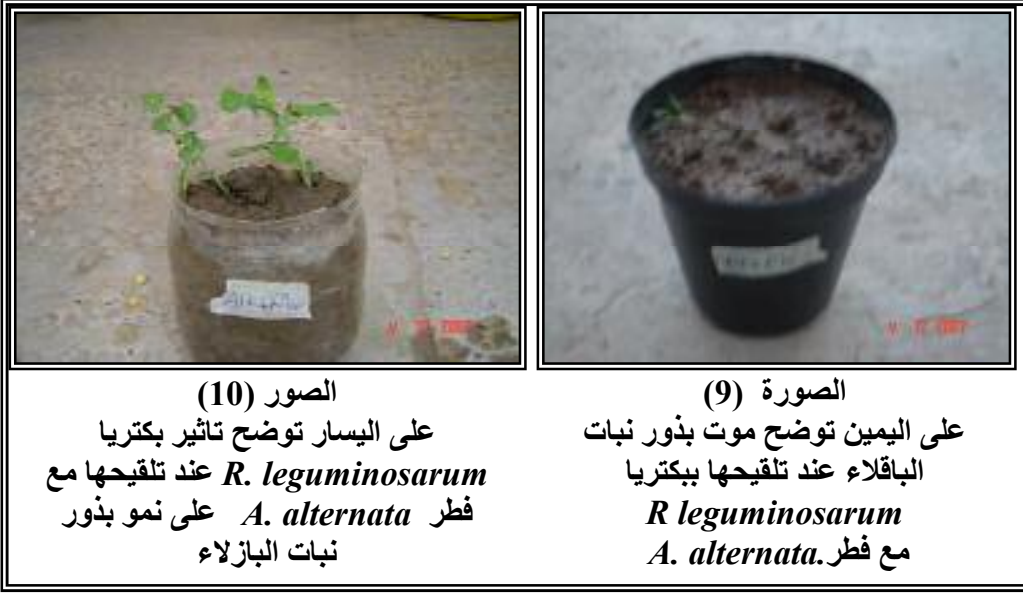 الصورة (9)
على اليمين توضح موت بذور نبات
الباقلاء عند تلقيحها ببكتريا
R leguminosarum
مع فطر.A. alternata
الصور (10)
على اليسار توضح تاثير بكتريا
R. leguminosarum عند تلقيحها مع
فطر A. alternata على نمو بذور
نبات البازلاء